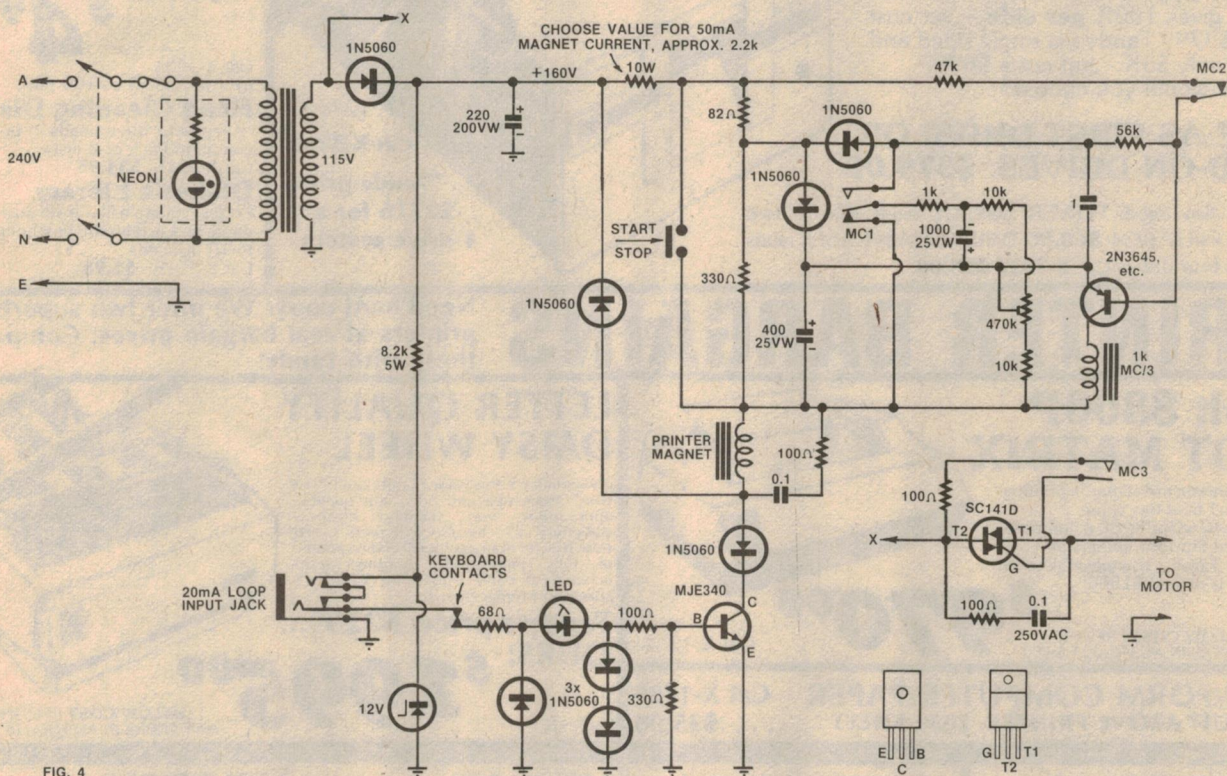 X
CHOOSE VALUE FOR 50mA
MAGNET CURRENT, APPROX. 2.2k
1N5060
10W
47k
MC2
A
+160V
82Ω
1N5060
56k
220
200VW
240V
NEON
115V
1N5060
MC1
1k
10k
1
1000
25VW
START
STOP
2N3645,
etc.
N
E
1N5060
330Ω
400
25VW
470k
8.2k
5W
10k
1k
MC/3
PRINTER
MAGNET
100Ω
0.1
100Ω
MC3
SC141D
X
T2
T1
G
1N5060
TO
MOTOR
KEYBOARD
CONTACTS
20mA LOOP
INPUT JACK
LED
MJE340
68Ω
100Ω
B
C
E
100Ω
0.1
250VAC
12V
3x
1N5060
330Ω
E
B
C
G
T1
T2
FIG. 4